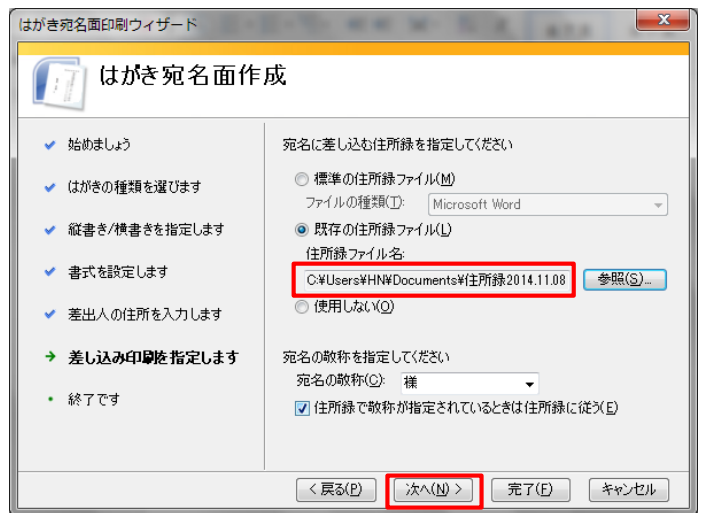 はがき宛名面印刷ウィザード
はがき宛名面作成
始めましょう
はがきの種類を選びます
縦書き/横書きを指定します
書式を設定します
差出人の住所を入力します
差し込み印刷を指定します
終了です
宛名に差し込む住所録を指定してください
標準の住所録ファイル(M)
ファイルの種類(T): Microsoft Word
既存の住所録ファイル(L)
住所録ファイル名:
C:¥Users¥HN¥Documents¥住所録2014.11.08 参照(S)...
使用しない(O)
宛名の敬称を指定してください
宛名の敬称(C): 様
住所録で敬称が指定されているときは住所録に従う(E)
< 戻る(P) 次へ(N) > 完了(F) キャンセル